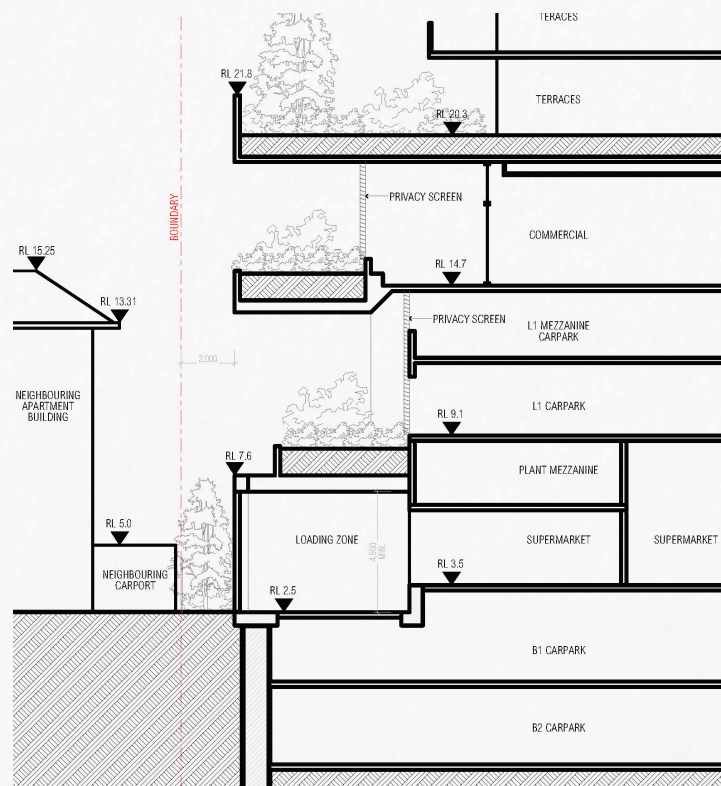 TERACES
RL 21.8
TERRACES
RL 20.3
PRIVACY SCREEN
BOUNDARY
COMMERCIAL
RL 15.25
RL 14.7
RL 13.31
PRIVACY SCREEN
L1 MEZZANINE
CARPARK
2,000
NEIGHBOURING
APARTMENT
BUILDING
L1 CARPARK
RL 9.1
RL 7.6
PLANT MEZZANINE
RL 5.0
LOADING ZONE
4,500
MIN.
SUPERMARKET
SUPERMARKET
NEIGHBOURING
CARPORT
RL 3.5
RL 2.5
B1 CARPARK
B2 CARPARK